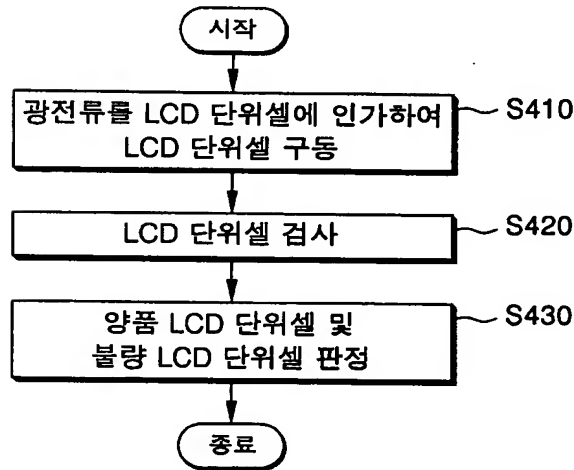 시작
광전류를 LCD 단위셀에 인가하여
LCD 단위셀 구동
S410
LCD 단위셀 검사
S420
양품 LCD 단위셀 및
불량 LCD 단위셀 판정
S430
종료